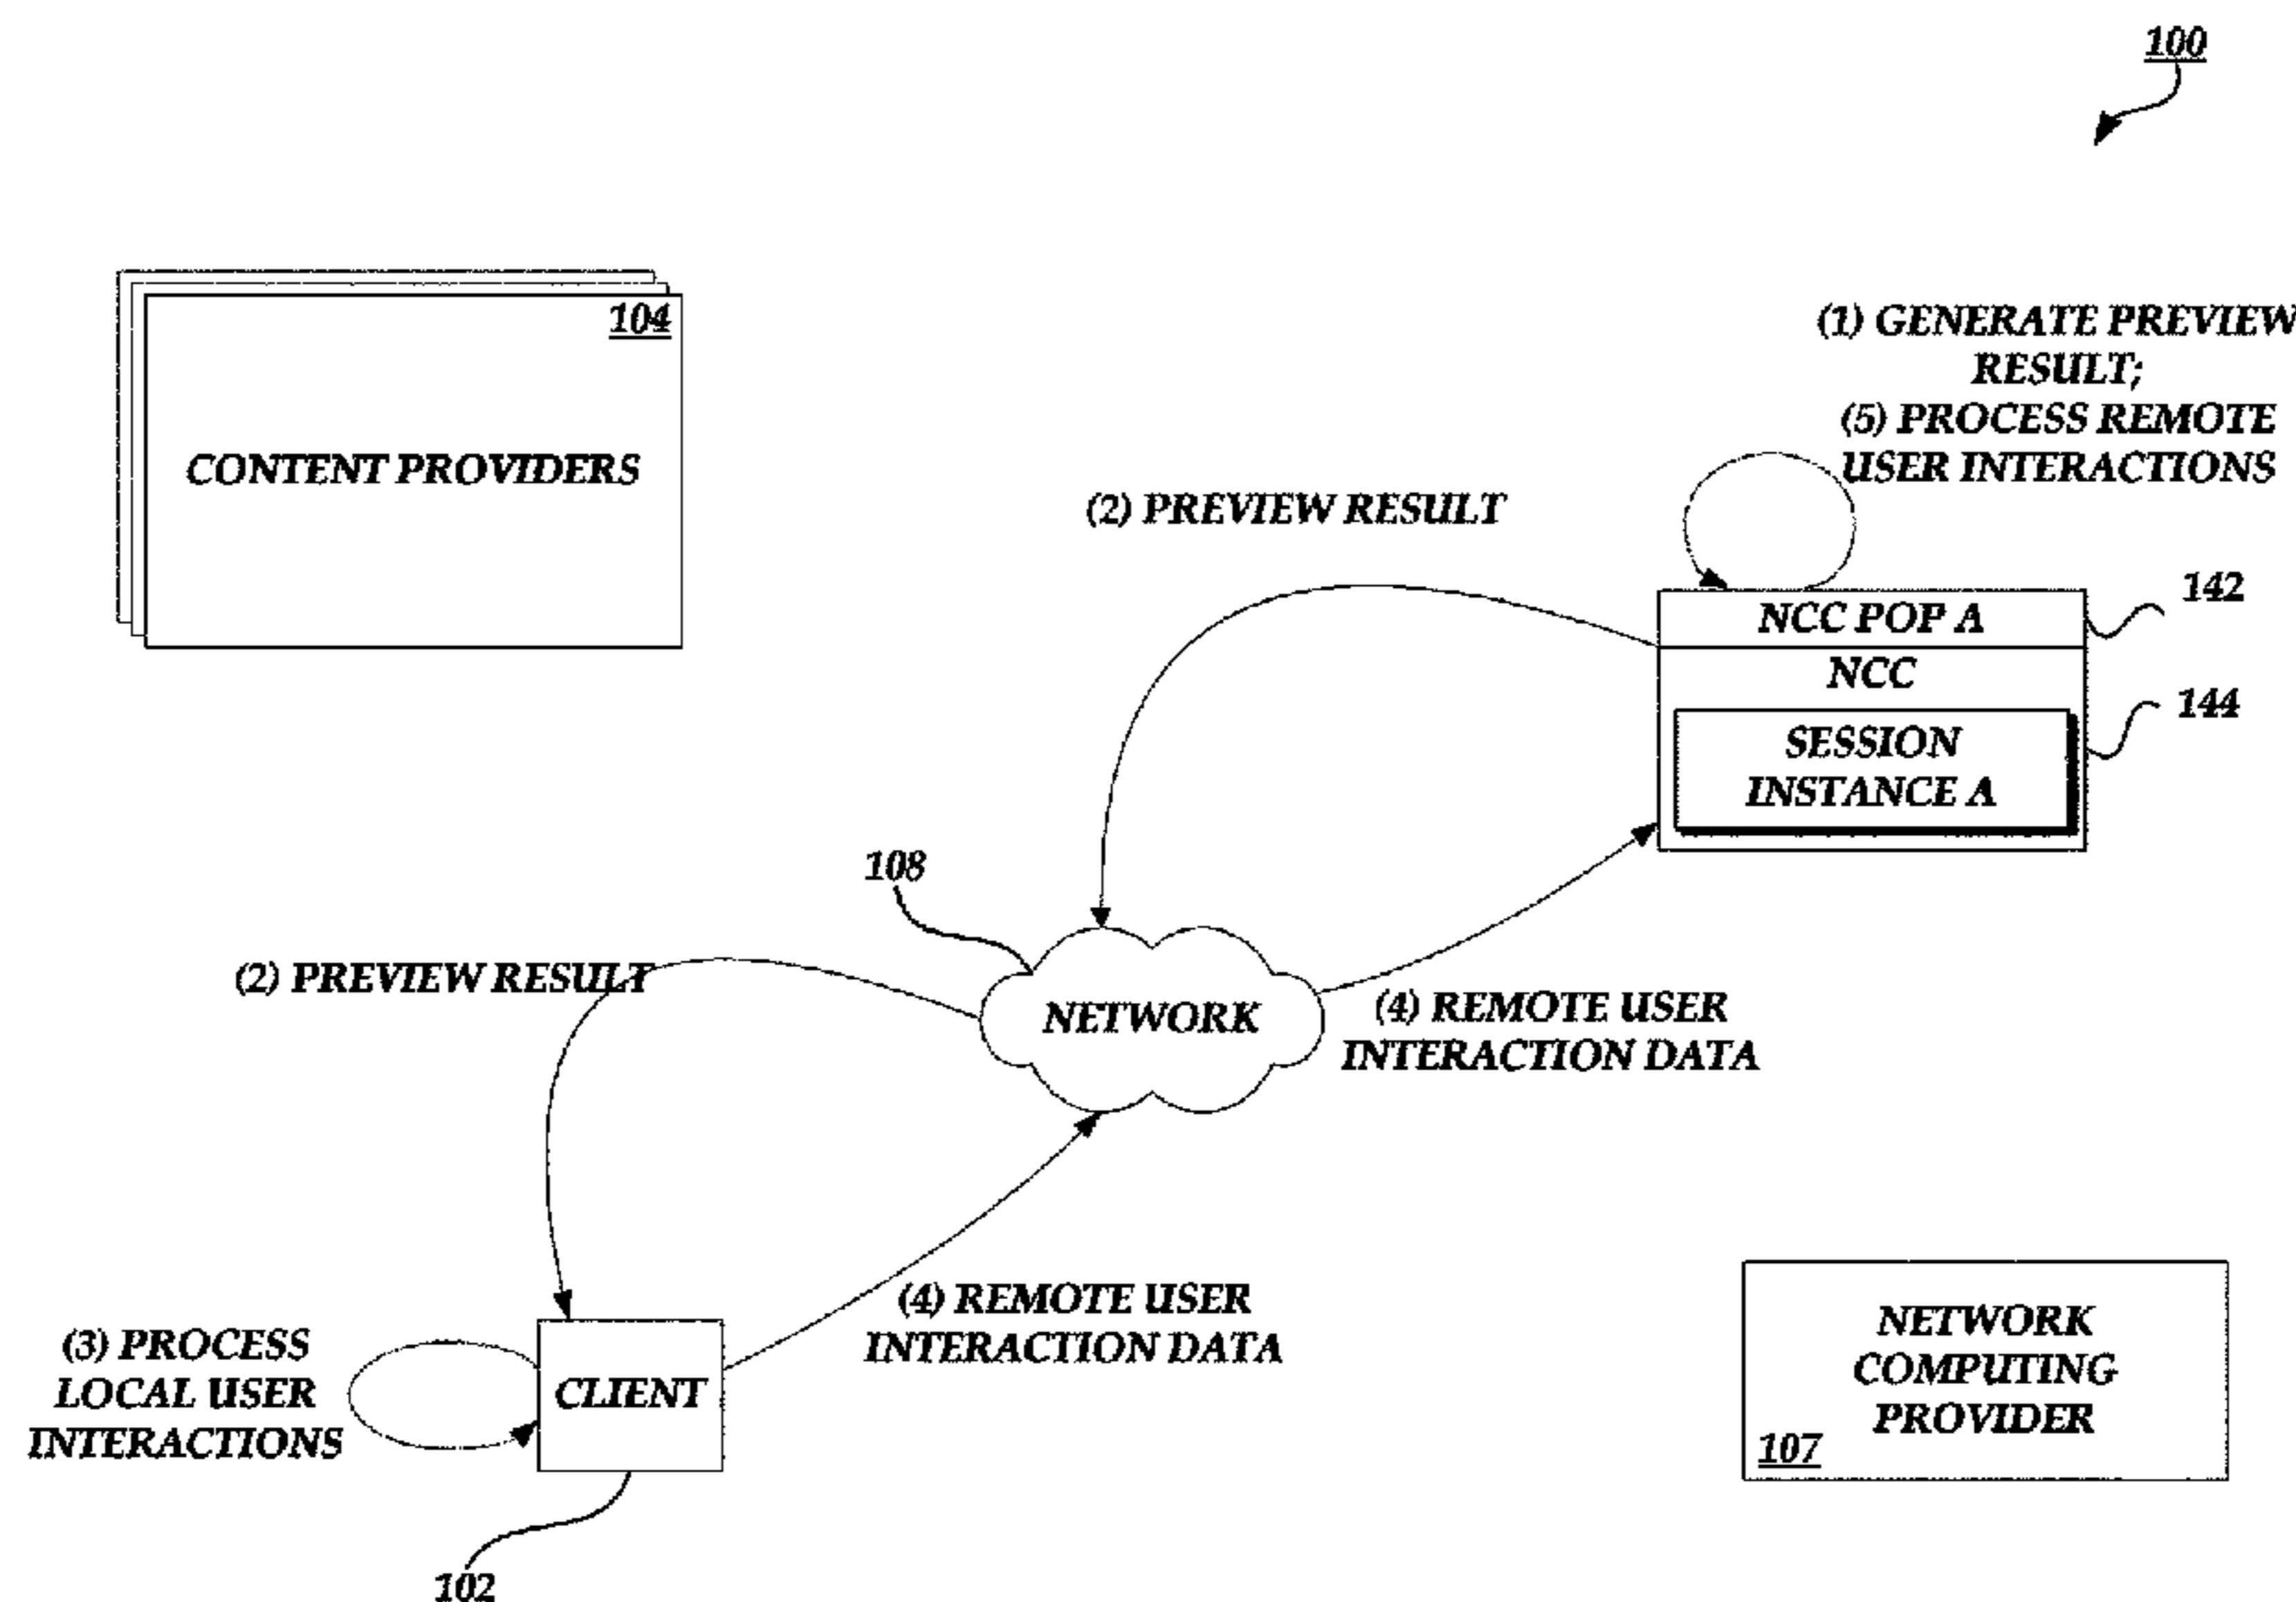 100
104
CONTENT PROVIDERS
(1) GENERATE PREVIEW
RESULT;
(5) PROCESS REMOTE
USER INTERACTIONS
(2) PREVIEW RESULT
NCC POP A
142
NCC
144
SESSION
INSTANCE A
108
(2) PREVIEW RESULT
NETWORK
(4) REMOTE USER
INTERACTION DATA
(4) REMOTE USER
INTERACTION DATA
(3) PROCESS
LOCAL USER
INTERACTIONS
CLIENT
102
NETWORK
COMPUTING
PROVIDER
107